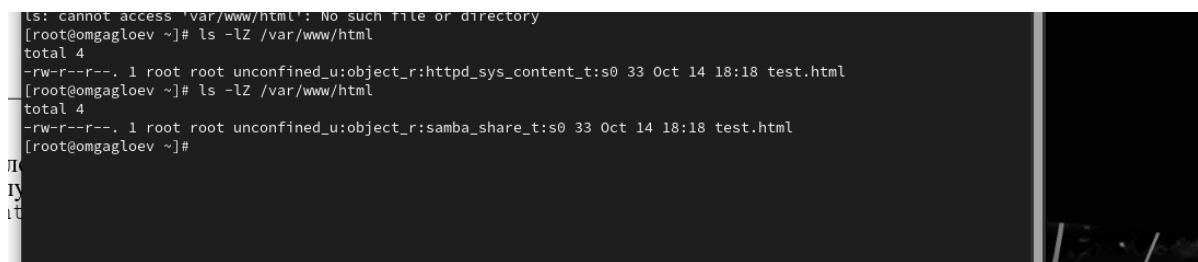 ls: cannot access 'var/www/html': No such file or directory
[root@omgagloev ~]# ls -lZ /var/www/html
total 4
-rw-r--r--. 1 root root unconfined_u:object_r:httpd_sys_content_t:s0 33 Oct 14 18:18 test.html
[root@omgagloev ~]# ls -lZ /var/www/html
total 4
-rw-r--r--. 1 root root unconfined_u:object_r:samba_share_t:s0 33 Oct 14 18:18 test.html
[root@omgagloev ~]#